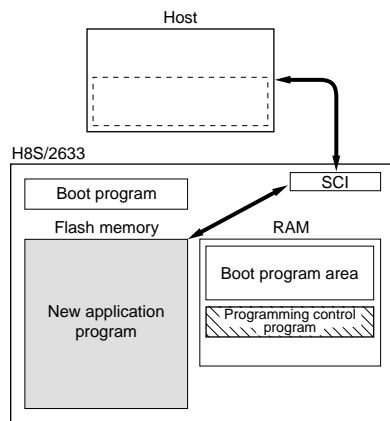 Host
H8S/2633
SCI
Boot program
Flash memory
RAM
New application
program
Boot program area
Programming control
program